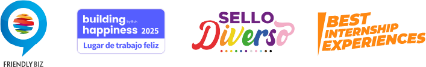 FRIENDLY BIZ
building
happiness 2025
Lugar de trabajo feliz
SELLO
Diverso
BEST
INTERNSHIP
EXPERIENCES